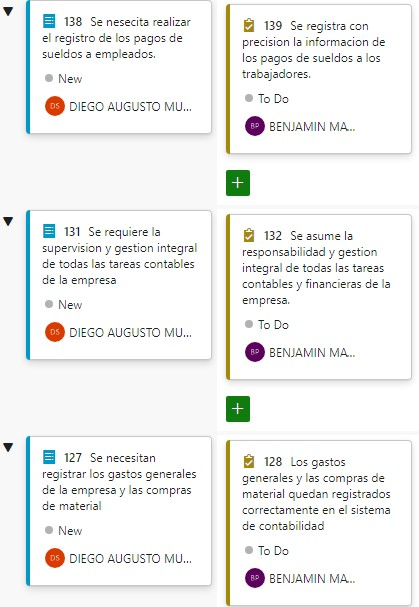 138 Se nesecita realizar
el registro de los pagos de
sueldos a empleados.
New
DS DIEGO AUGUSTO MU...
139 Se registra con
precision la informacion de
los pagos de sueldos a los
trabajadores.
To Do
BP BENJAMIN MA...
131 Se requiere la
supervision y gestion integral
de todas las tareas contables
de la empresa
New
DS DIEGO AUGUSTO MU...
132 Se asume la
responsabilidad y gestion
integral de todas las tareas
contables y financieras de la
empresa.
To Do
BP BENJAMIN MA...
127 Se necesitan
registrar los gastos generales
de la empresa y las compras
de material
New
DS DIEGO AUGUSTO MU...
128 Los gastos
generales y las compras de
material quedan registrados
correctamente en el sistema
de contabilidad
To Do
BP BENJAMIN MA...